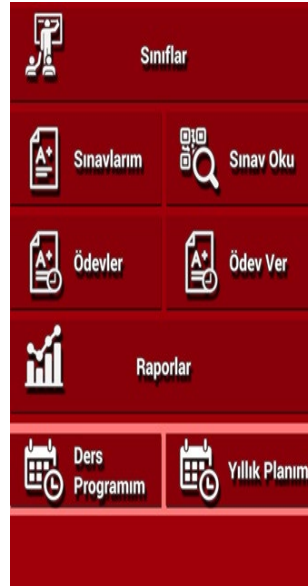 Sınıflar
Sınavlarım
Sınav Oku
Ödevler
Ödev Ver
Raporlar
Ders
Programım
Yıllık Planım